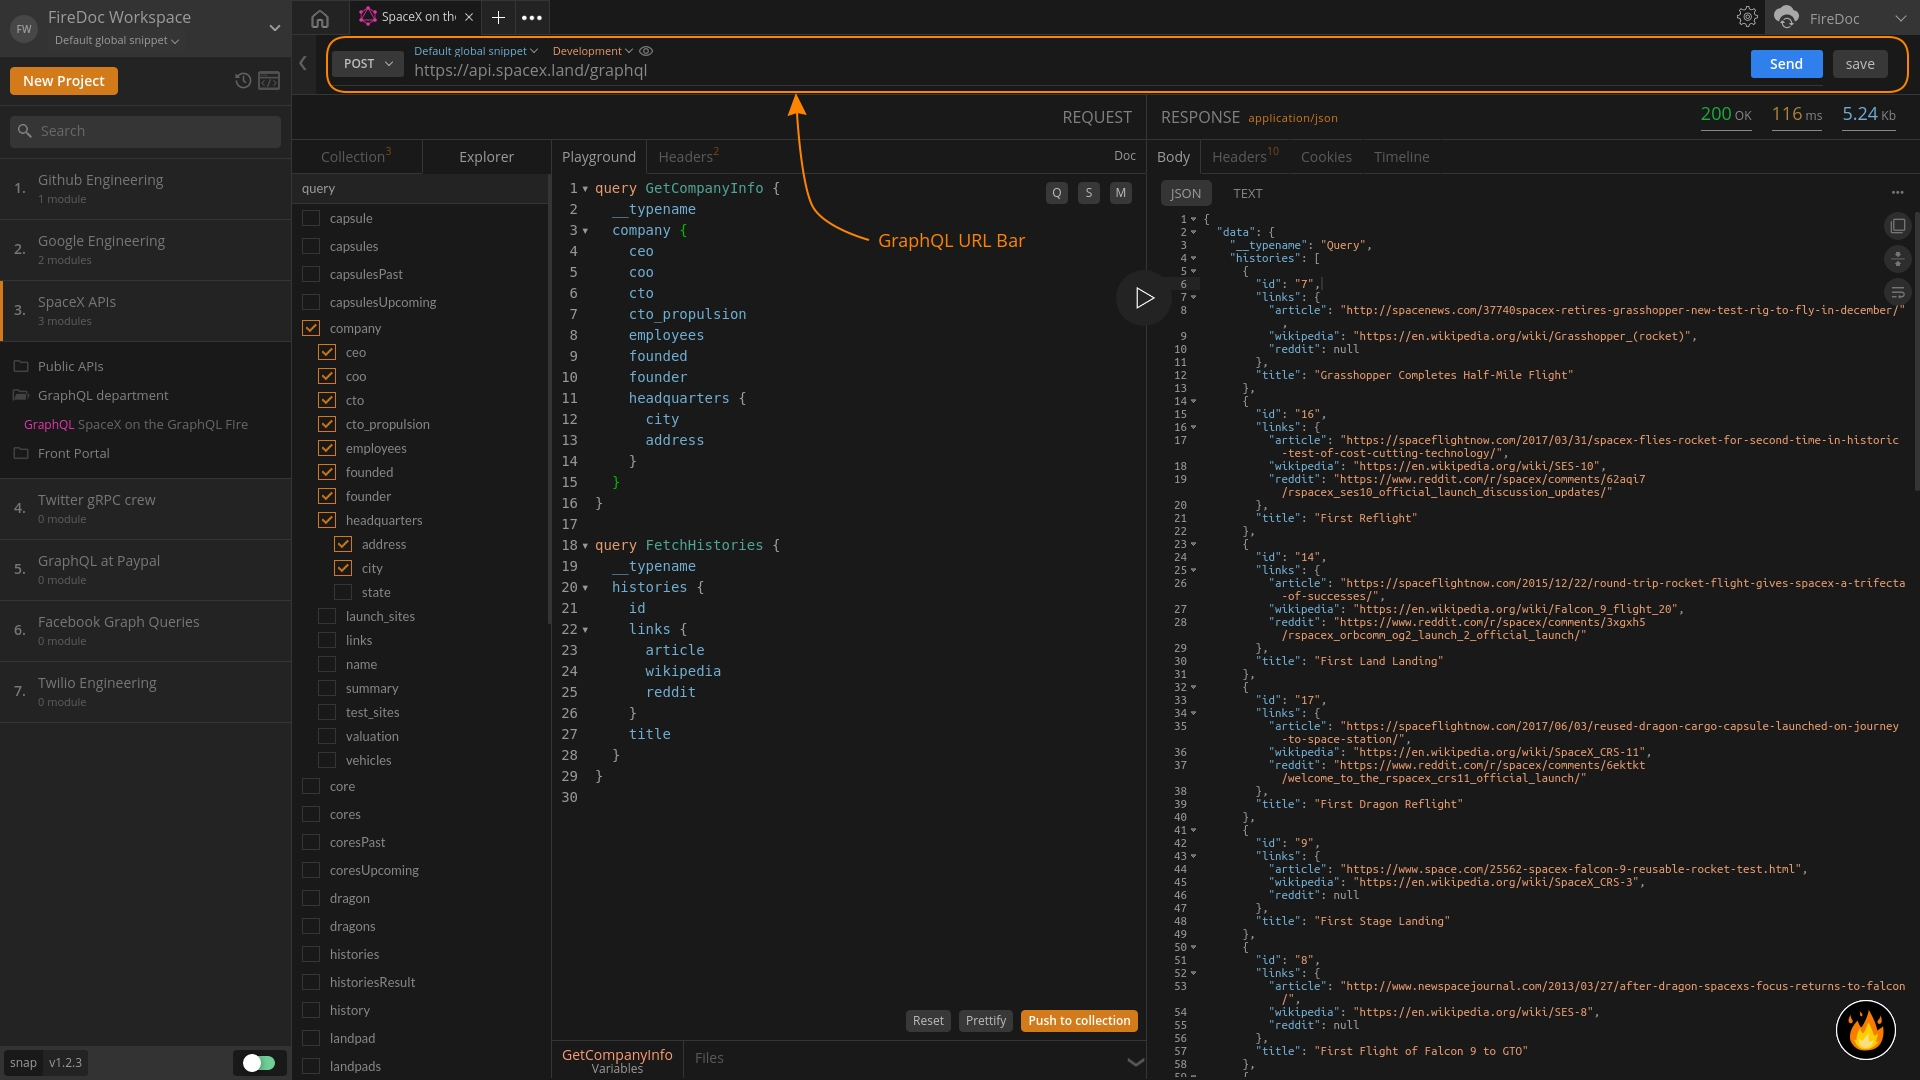 FW
FireDoc Workspace
Default global snippet
New Project
Search
1. Github Engineering
1 module
2. Google Engineering
2 modules
3. SpaceX APIs
3 modules
Public APIs
GraphQL department
GraphQL SpaceX on the GraphQL FIre
Front Portal
4. Twitter gRPC crew
0 module
5. GraphQL at Paypal
0 module
6. Facebook Graph Queries
0 module
7. Twilio Engineering
0 module
snap v1.2.3
SpaceX on the
FireDoc
POST
Default global snippet Development
https://api.spacex.land/graphql
Send
save
GraphQL URL Bar
REQUEST
Collection 3
Explorer
query
capsule
capsules
capsulesPast
capsulesUpcoming
company
ceo
coo
cto
cto_propulsion
employees
founded
founder
headquarters
address
city
state
launch_sites
links
name
summary
test_sites
valuation
vehicles
core
cores
coresPast
coresUpcoming
dragon
dragons
histories
historiesResult
history
landpad
landpads
Playground
Headers 2
Doc
Q S M
1 query GetCompanyInfo {
2 __typename
3 company {
4 ceo
5 coo
6 cto
7 cto_propulsion
8 employees
9 founded
10 founder
11 headquarters {
12 city
13 address
14 }
15 }
16 }
17
18 query FetchHistories {
19 __typename
20 histories {
21 id
22 links {
23 article
24 wikipedia
25 reddit
26 }
27 title
28 }
29 }
30
Reset Prettify Push to collection
GetCompanyInfo
Variables
Files
RESPONSE application/json
200 OK 116 ms 5.24 Kb
Body Headers 10 Cookies Timeline
JSON TEXT
1 {
2 "data": {
3 "__typename": "Query",
4 "histories": [
5 {
6 "id": "7",
7 "links": {
8 "article": "http://spacenews.com/37740spacex-retires-grasshopper-new-test-rig-to-fly-in-december/"
,
9 "wikipedia": "https://en.wikipedia.org/wiki/Grasshopper_(rocket)",
10 "reddit": null
11 },
12 "title": "Grasshopper Completes Half-Mile Flight"
13 },
14 {
15 "id": "16",
16 "links": {
17 "article": "https://spaceflightnow.com/2017/03/31/spacex-flies-rocket-for-second-time-in-historic
-test-of-cost-cutting-technology/",
18 "wikipedia": "https://en.wikipedia.org/wiki/SES-10",
19 "reddit": "https://www.reddit.com/r/spacex/comments/62aqi7
/rspacex_ses10_official_launch_discussion_updates/"
20 },
21 "title": "First Reflight"
22 },
23 {
24 "id": "14",
25 "links": {
26 "article": "https://spaceflightnow.com/2015/12/22/round-trip-rocket-flight-gives-spacex-a-trifecta
-of-successes/",
27 "wikipedia": "https://en.wikipedia.org/wiki/Falcon_9_flight_20",
28 "reddit": "https://www.reddit.com/r/spacex/comments/3xgxh5
/rspacex_orbcomm_og2_launch_2_official_launch/"
29 },
30 "title": "First Land Landing"
31 },
32 {
33 "id": "17",
34 "links": {
35 "article": "https://spaceflightnow.com/2017/06/03/reused-dragon-cargo-capsule-launched-on-journey
-to-space-station/",
36 "wikipedia": "https://en.wikipedia.org/wiki/SpaceX_CRS-11",
37 "reddit": "https://www.reddit.com/r/spacex/comments/6ektkt
/welcome_to_the_rspacex_crs11_official_launch/"
38 },
39 "title": "First Dragon Reflight"
40 },
41 {
42 "id": "9",
43 "links": {
44 "article": "https://www.space.com/25562-spacex-falcon-9-reusable-rocket-test.html",
45 "wikipedia": "https://en.wikipedia.org/wiki/SpaceX_CRS-3",
46 "reddit": null
47 },
48 "title": "First Stage Landing"
49 },
50 {
51 "id": "8",
52 "links": {
53 "article": "http://www.newspacejournal.com/2013/03/27/after-dragon-spacexs-focus-returns-to-falcon
/",
54 "wikipedia": "https://en.wikipedia.org/wiki/SES-8",
55 "reddit": null
56 },
57 "title": "First Flight of Falcon 9 to GTO"
58 },